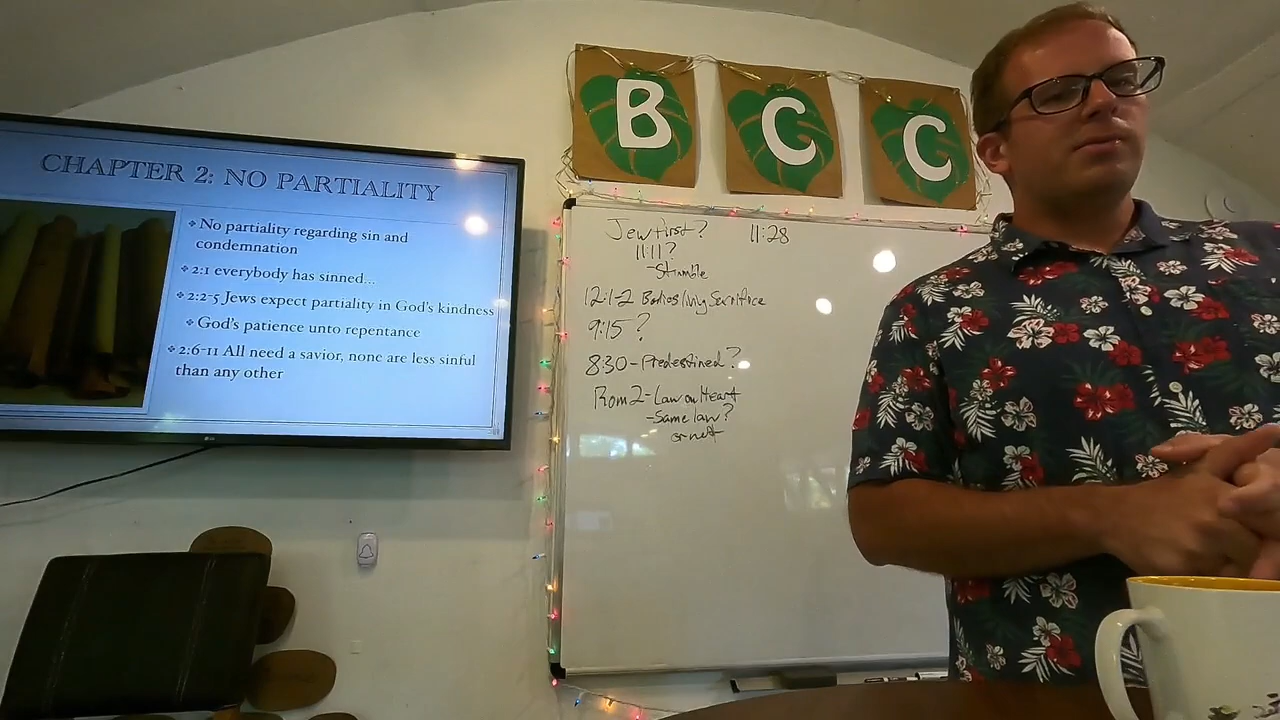 CHAPTER 2: NO PARTIALITY
No partiality regarding sin and
condemnation
2:1 everybody has sinned...
2:2-5 Jews expect partiality in God's kindness
God's patience unto repentance
2:6-11 All need a savior, none are less sinful
than any other
LG
B C C
Jew first? 11:28
11:11?
-Stumble
12:1-2 Bodies living Sacrifice
9:15?
8:30-Predestined?
Rom 2-Law on Heart
-Same law?
or not